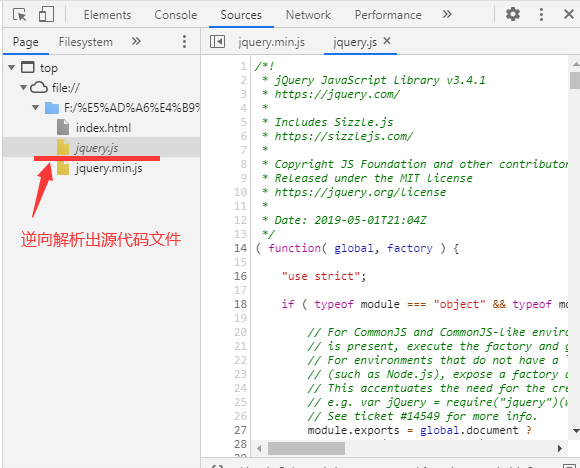 Elements Console Sources Network Performance »
Page Filesystem » jquery.min.js jquery.js ×
top
file://
F:/%E5%AD%A6%E4%B9%
index.html
jquery.js
jquery.min.js
逆向解析出源代码文件
1 /*!
2 * jQuery JavaScript Library v3.4.1
3 * https://jquery.com/
4 *
5 * Includes Sizzle.js
6 * https://sizzlejs.com/
7 *
8 * Copyright JS Foundation and other contributor
9 * Released under the MIT license
10 * https://jquery.org/license
11 *
12 * Date: 2019-05-01T21:04Z
13 */
14 ( function( global, factory ) {
15
16 "use strict";
17
18 if ( typeof module === "object" && typeof mo
19
20 // For CommonJS and CommonJS-like enviro
21 // is present, execute the factory and g
22 // For environments that do not have a
23 // (such as Node.js), expose a factory a
24 // This accentuates the need for the cre
25 // e.g. var jQuery = require("jquery")(w
26 // See ticket #14549 for more info.
27 module.exports = global.document ?
28